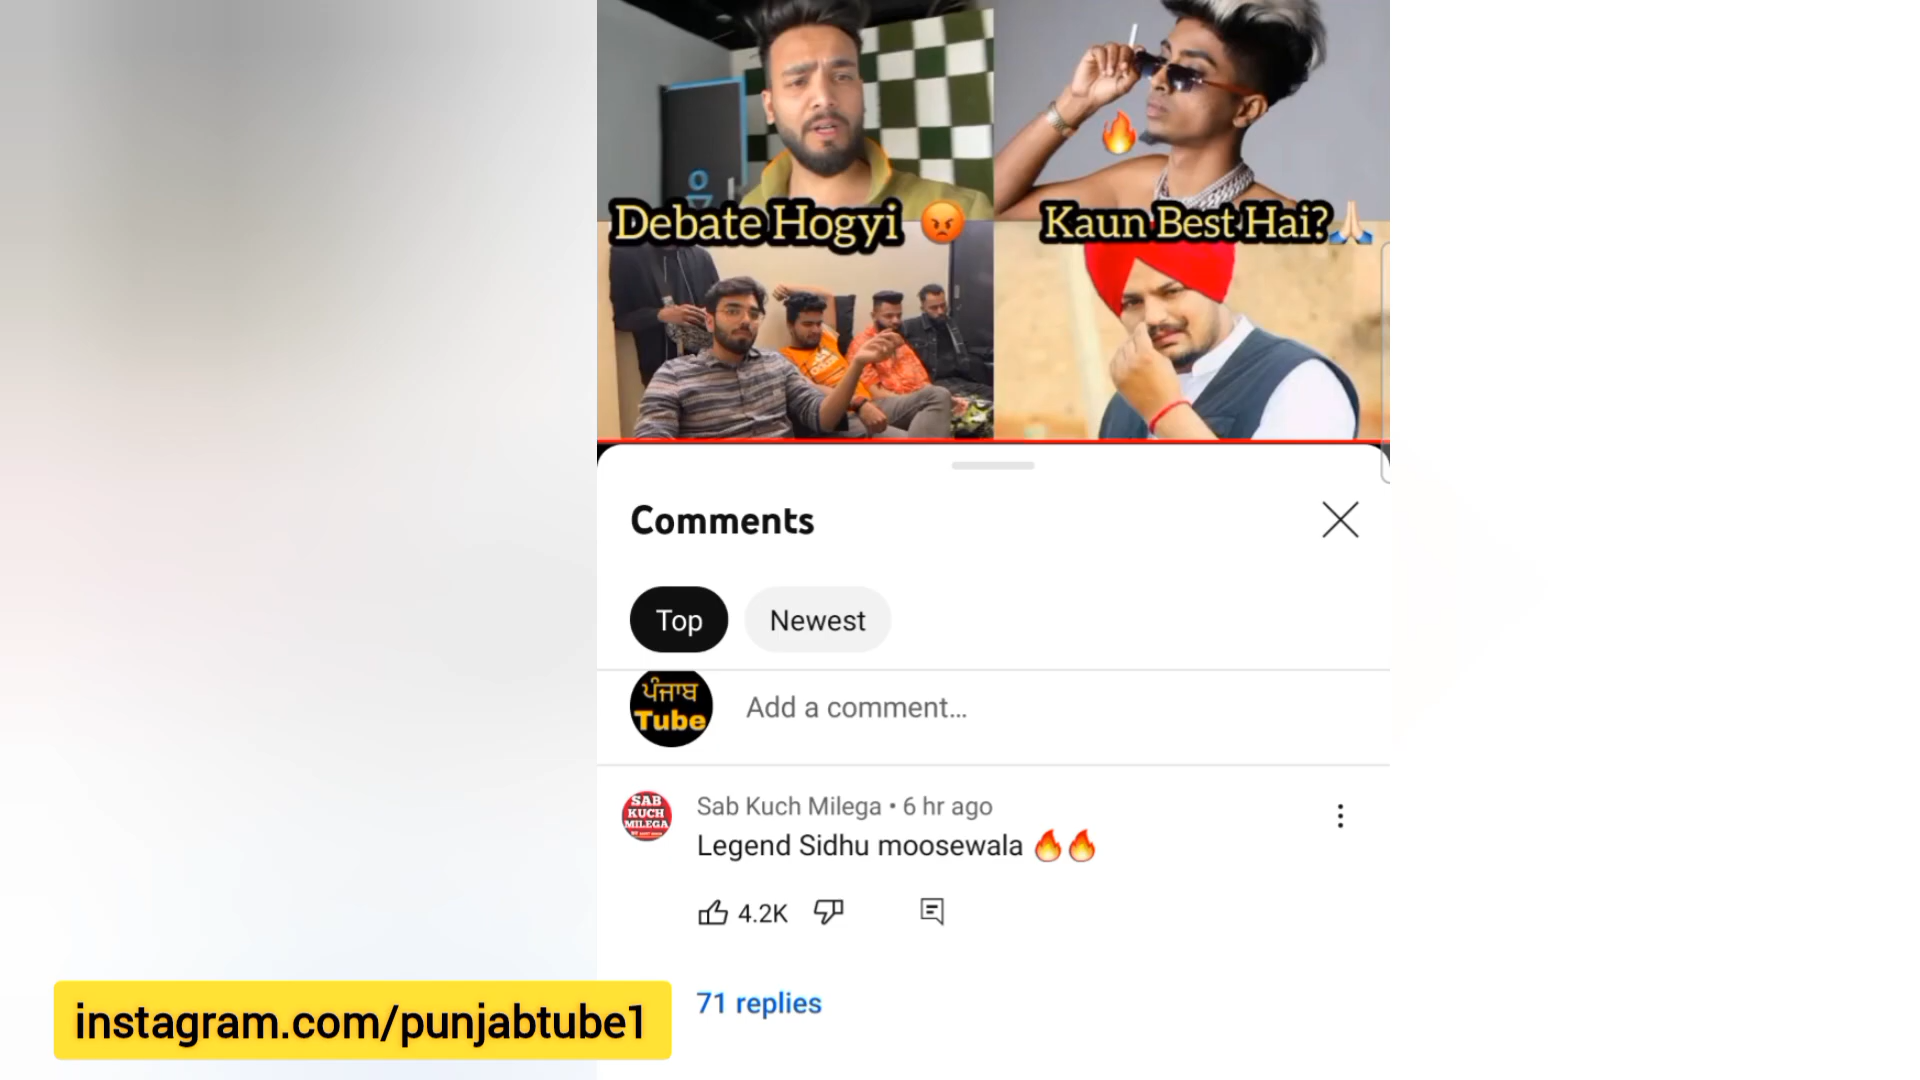 Debate Hogyi 😡
Kaun Best Hai?🙏🏻
Comments
Top
Newest
ਪੰਜਾਬ
Tube
Add a comment...
SAB
KUCH
MILEGA
Sab Kuch Milega • 6 hr ago
Legend Sidhu moosewala 🔥🔥
4.2K
71 replies
instagram.com/punjabtube1